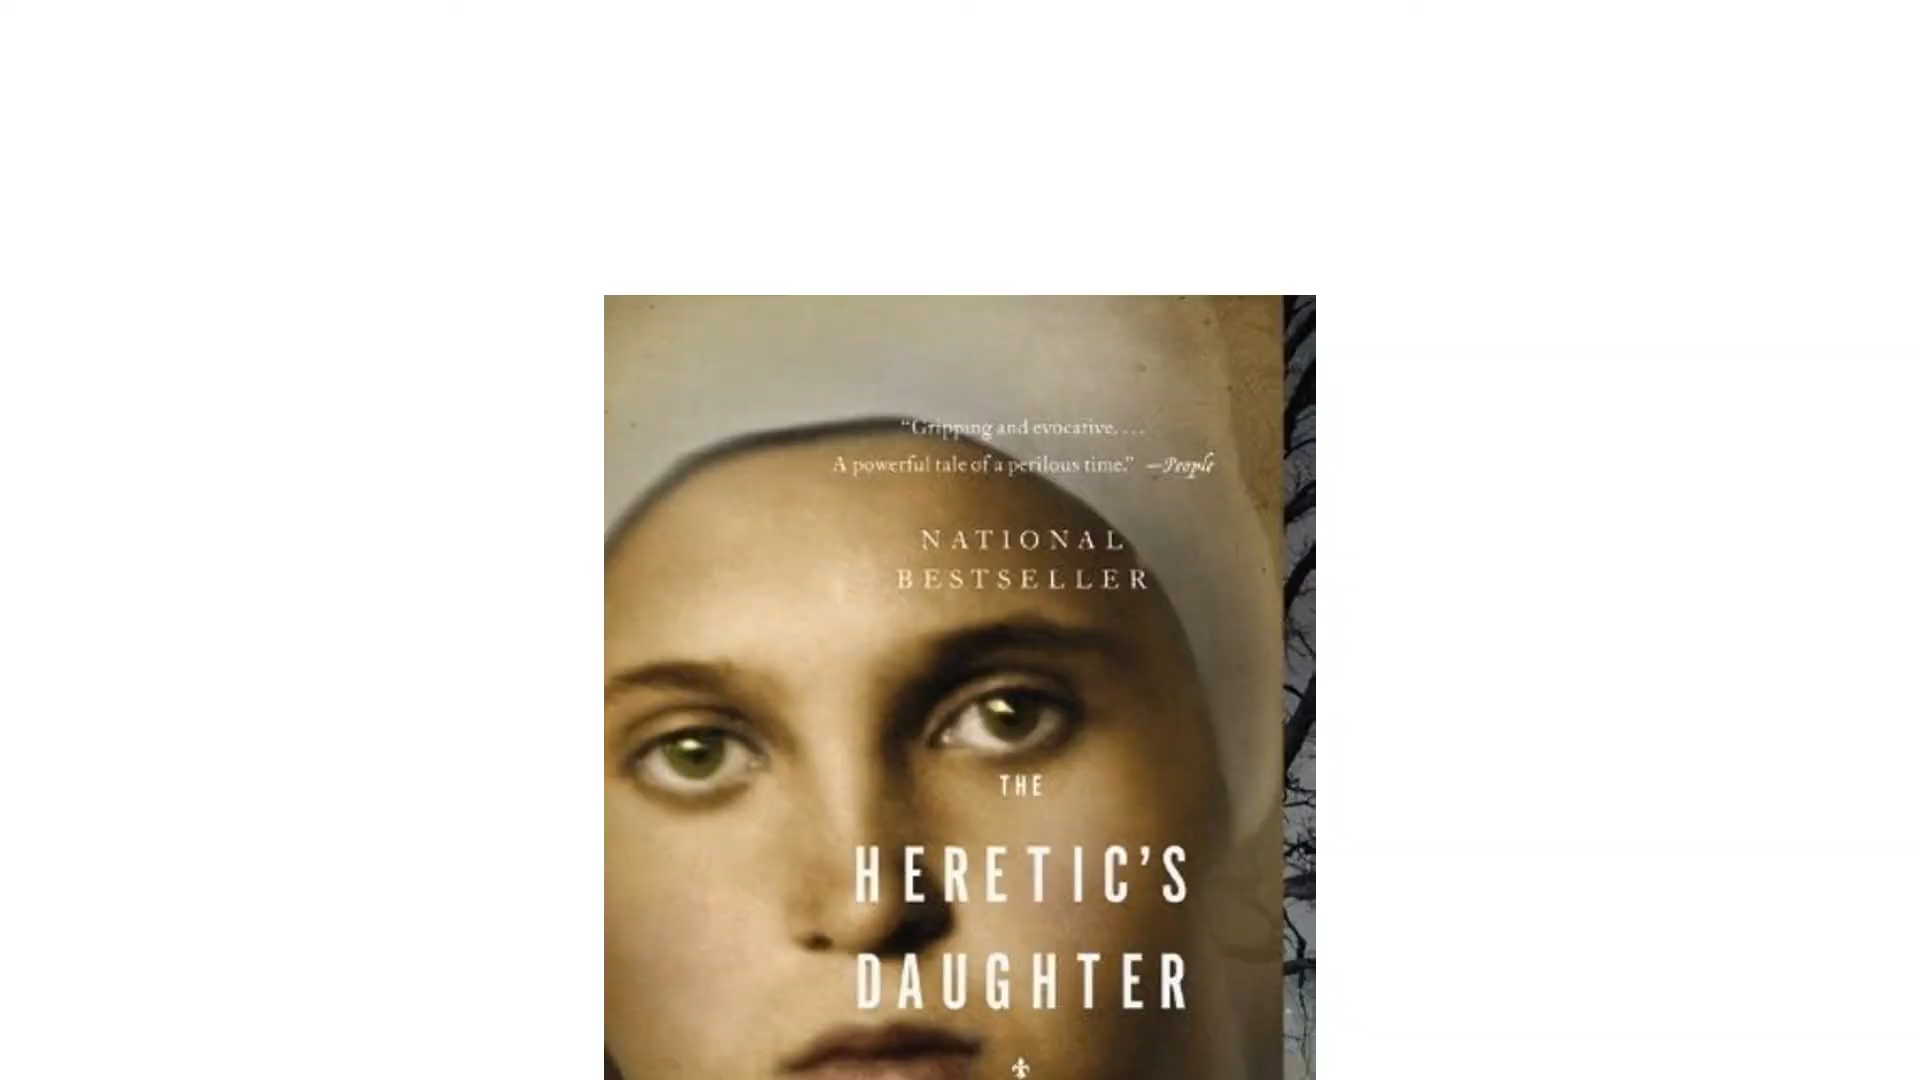 “Gripping and evocative....
A powerful tale of a perilous time.” —People
NATIONAL
BESTSELLER
THE
HERETIC’S
DAUGHTER